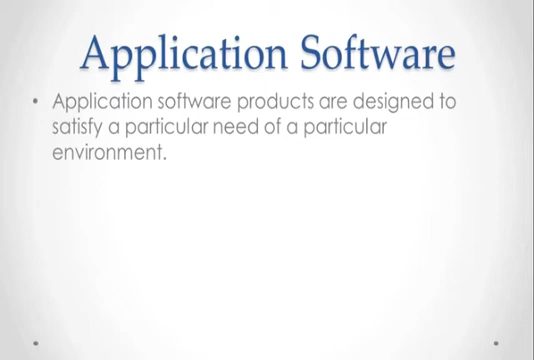 Application Software
• Application software products are designed to
satisfy a particular need of a particular
environment.